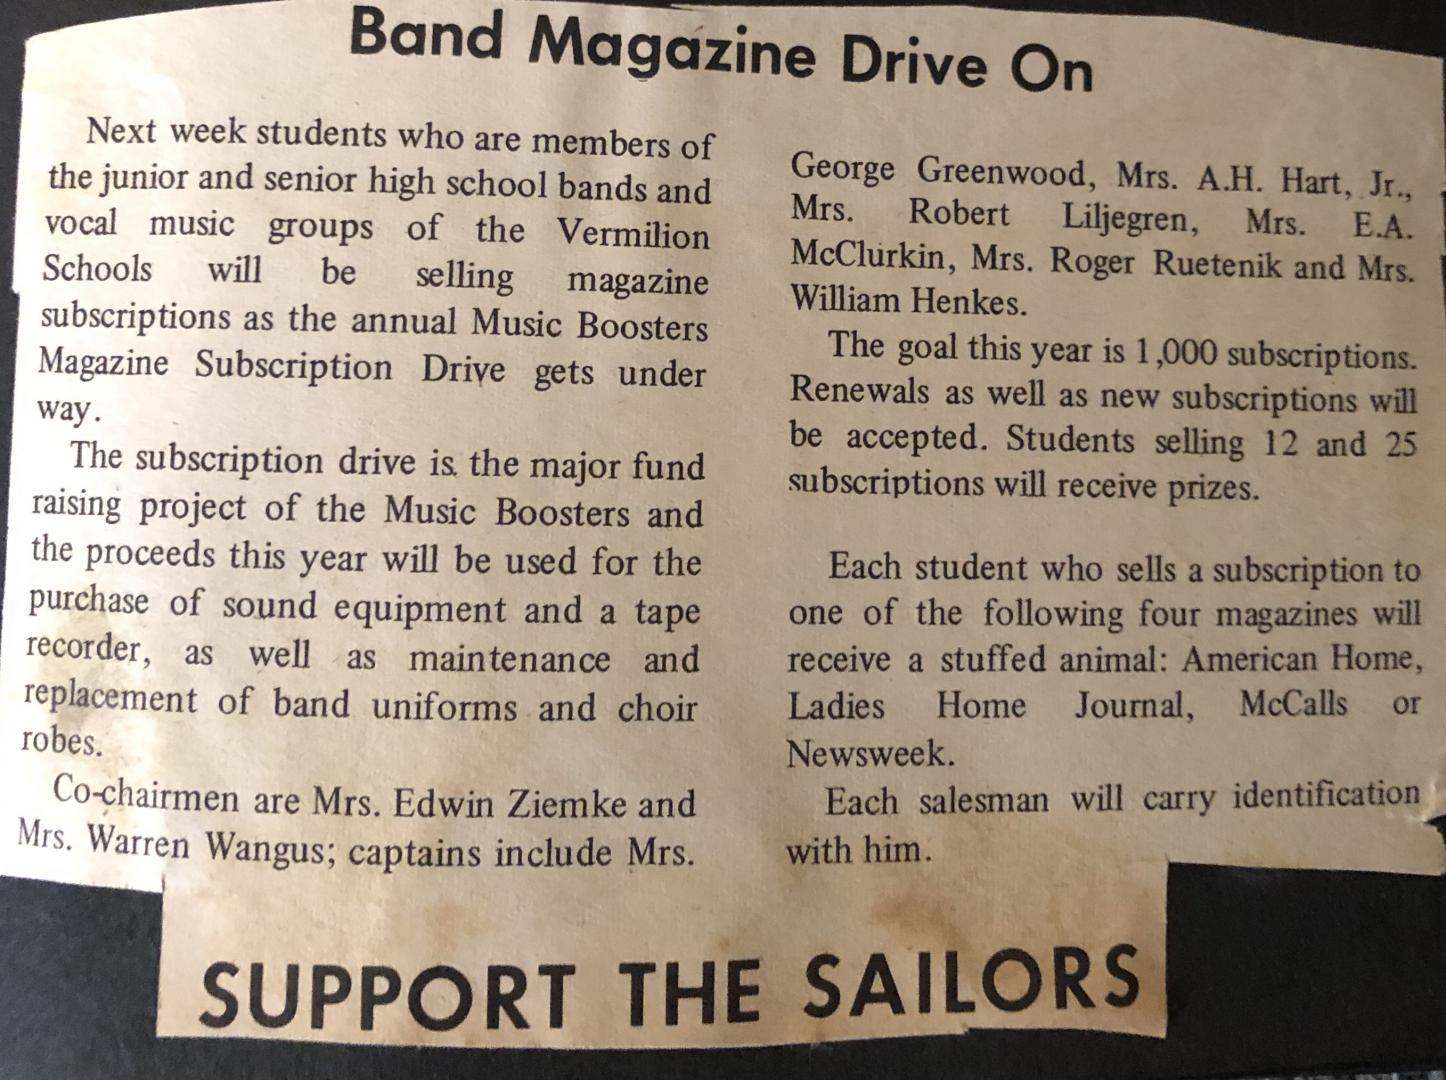 Band Magazine Drive On
Next week students who are members of
the junior and senior high school bands and
vocal music groups of the Vermilion
Schools will be selling magazine
subscriptions as the annual Music Boosters
Magazine Subscription Drive gets under
way.
The subscription drive is the major fund
raising project of the Music Boosters and
the proceeds this year will be used for the
purchase of sound equipment and a tape
recorder, as well as maintenance and
replacement of band uniforms and choir
robes.
Co-chairmen are Mrs. Edwin Ziemke and
Mrs. Warren Wangus; captains include Mrs.
George Greenwood, Mrs. A.H. Hart, Jr.,
Mrs. Robert Liljegren, Mrs. E.A.
McClurkin, Mrs. Roger Ruetenik and Mrs.
William Henkes.
The goal this year is 1,000 subscriptions.
Renewals as well as new subscriptions will
be accepted. Students selling 12 and 25
subscriptions will receive prizes.
Each student who sells a subscription to
one of the following four magazines will
receive a stuffed animal: American Home,
Ladies Home Journal, McCalls or
Newsweek.
Each salesman will carry identification
with him.
SUPPORT THE SAILORS